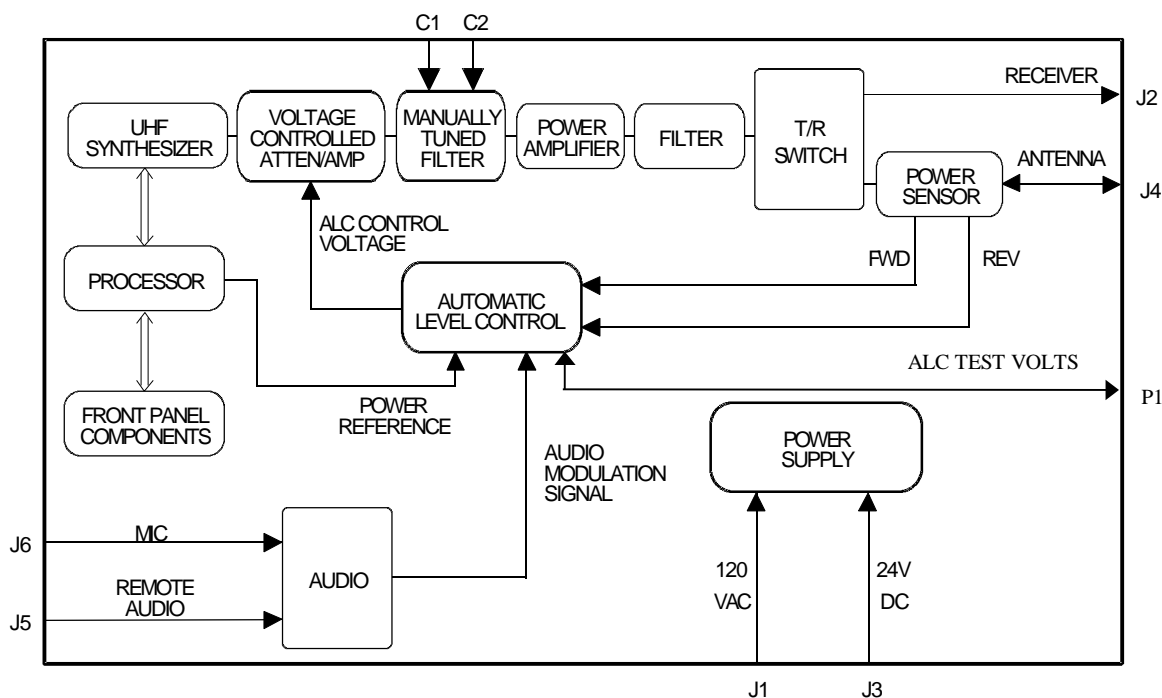 C1 C2
RECEIVER
J2
UHF
SYNTHESIZER
VOLTAGE
CONTROLLED
ATTEN/AMP
MANUALLY
TUNED
FILTER
POWER
AMPLIFIER
FILTER
T/R
SWITCH
POWER
SENSOR
ANTENNA
J4
ALC CONTROL
VOLTAGE
FWD
REV
PROCESSOR
AUTOMATIC
LEVEL CONTROL
ALC TEST VOLTS
P1
POWER
REFERENCE
FRONT PANEL
COMPONENTS
POWER
SUPPLY
AUDIO
MODULATION
SIGNAL
J6
MIC
AUDIO
REMOTE
AUDIO
J5
120
VAC
24V
DC
J1
J3